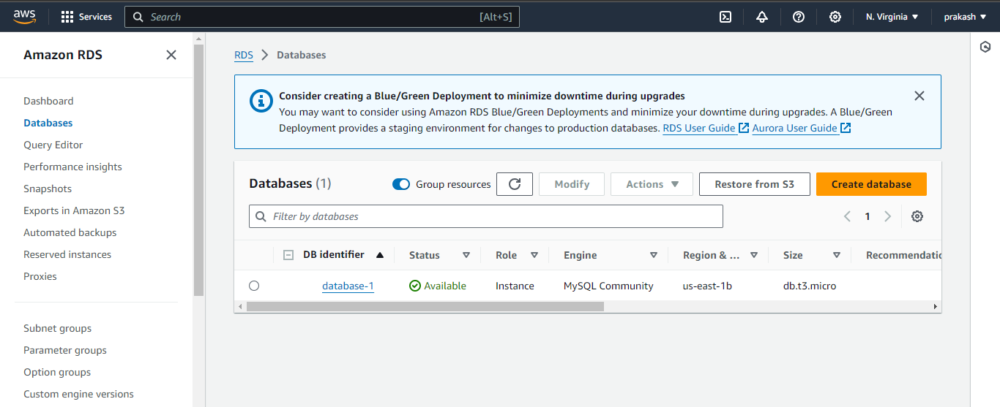 aws Services Search [Alt+S] N. Virginia prakash
Amazon RDS
Dashboard
Databases
Query Editor
Performance insights
Snapshots
Exports in Amazon S3
Automated backups
Reserved instances
Proxies
Subnet groups
Parameter groups
Option groups
Custom engine versions
RDS Databases
Consider creating a Blue/Green Deployment to minimize downtime during upgrades
You may want to consider using Amazon RDS Blue/Green Deployments and minimize your downtime during upgrades. A Blue/Green
Deployment provides a staging environment for changes to production databases. RDS User Guide Aurora User Guide
Databases (1) Group resources Modify Actions Restore from S3 Create database
Filter by databases 1
DB identifier Status Role Engine Region & ... Size Recommendatic
database-1 Available Instance MySQL Community us-east-1b db.t3.micro